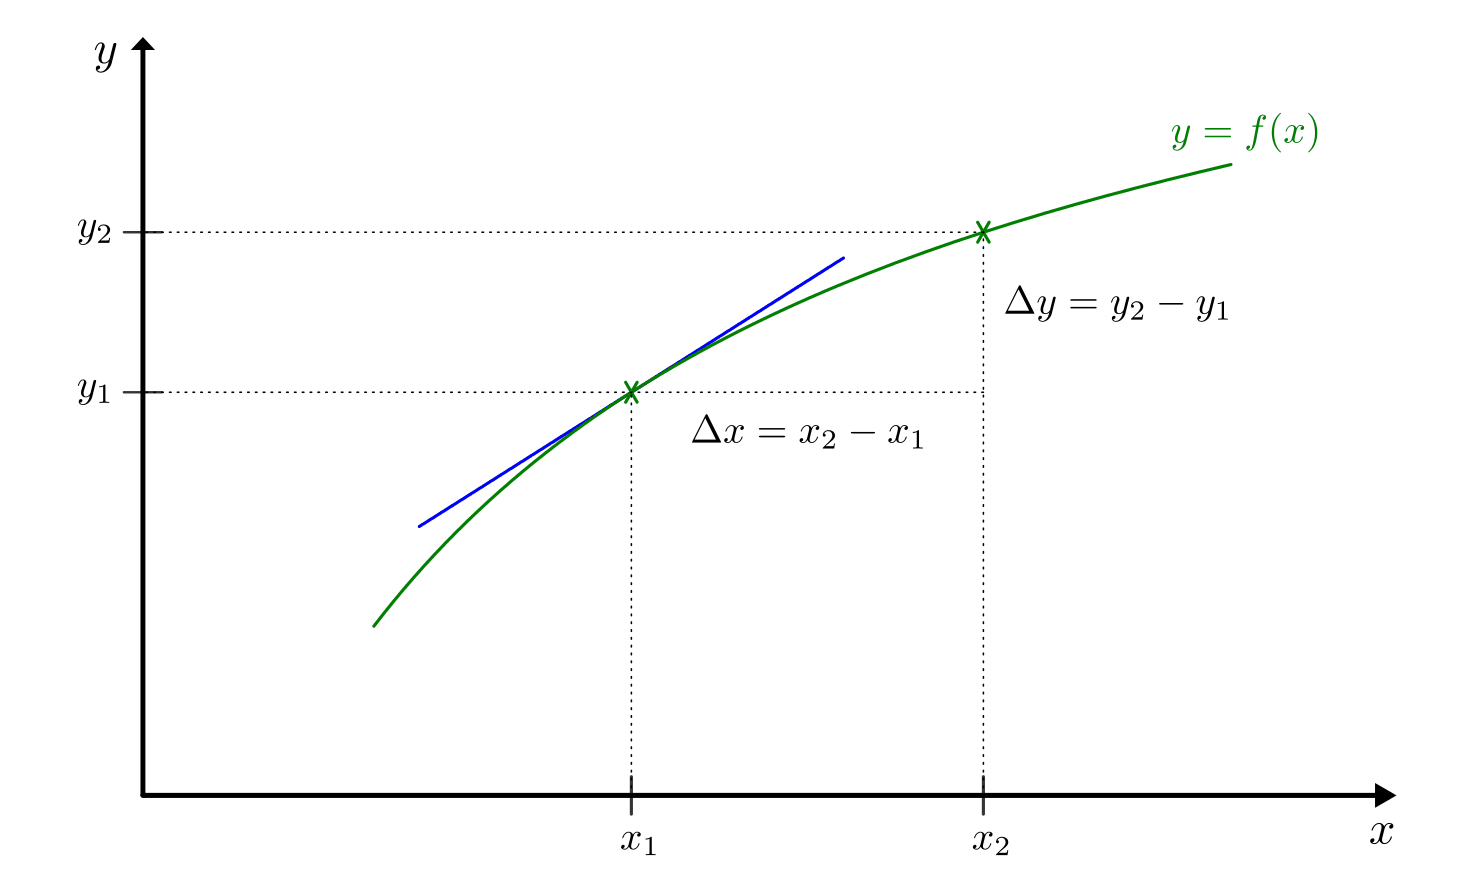 y
y = f(x)
y₂
Δy = y₂ − y₁
y₁
Δx = x₂ − x₁
x₁
x₂
x